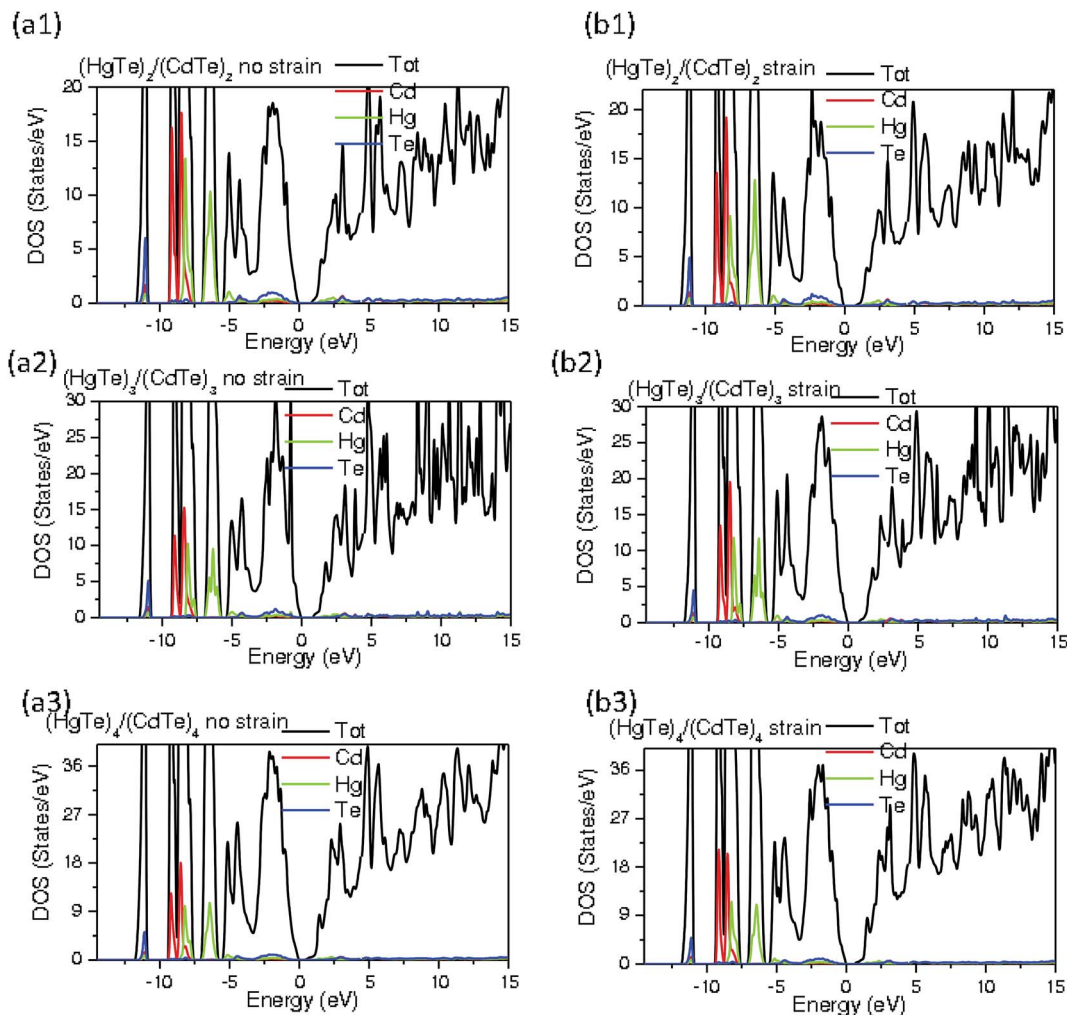 (a1)
(HgTe)2/(CdTe)2 no strain
Tot
Cd
Hg
Te
DOS (States/eV)
20
15
10
5
0
-10 -5 0 5 10 15
Energy (eV)
(b1)
(HgTe)2/(CdTe)2 strain
Tot
Cd
Hg
Te
DOS (States/eV)
20
15
10
5
0
-10 -5 0 5 10 15
Energy (eV)
(a2)
(HgTe)3/(CdTe)3 no strain
Tot
Cd
Hg
Te
DOS (States/eV)
30
25
20
15
10
5
0
-10 -5 0 5 10 15
Energy (eV)
(b2)
(HgTe)3/(CdTe)3 strain
Tot
Cd
Hg
Te
DOS (States/eV)
30
25
20
15
10
5
0
-10 -5 0 5 10 15
Energy (eV)
(a3)
(HgTe)4/(CdTe)4 no strain
Tot
Cd
Hg
Te
DOS (States/eV)
36
27
18
9
0
-10 -5 0 5 10 15
Energy (eV)
(b3)
(HgTe)4/(CdTe)4 strain
Tot
Cd
Hg
Te
DOS (States/eV)
36
27
18
9
0
-10 -5 0 5 10 15
Energy (eV)